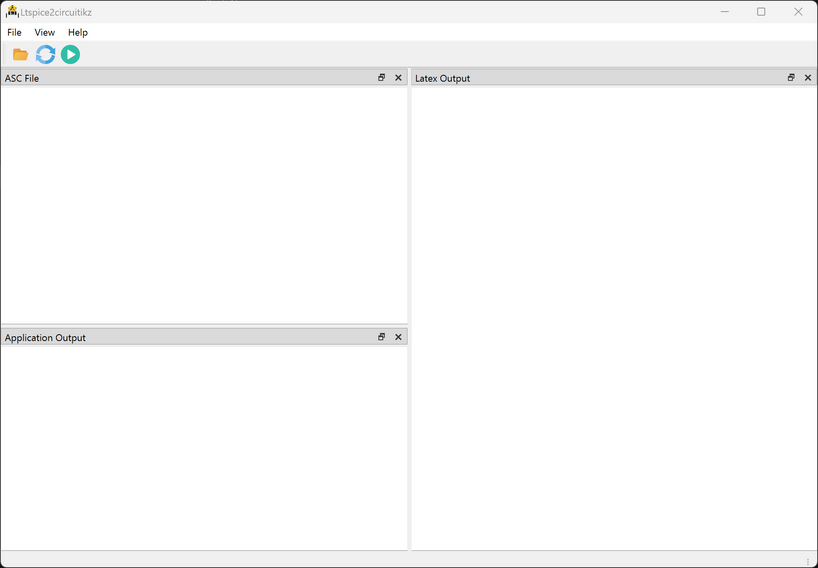 Ltspice2circuitikz
File View Help
ASC File
Latex Output
Application Output